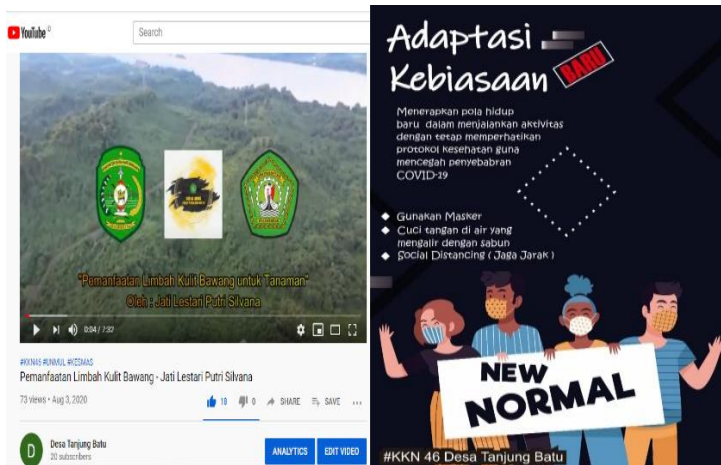 YouTube
Search
"Pemanfaatan Limbah Kulit Bawang untuk Tanaman"
Oleh : Jati Lestari Putri Silvana
0:04 / 7:32
#KKN46 #UNMUL #KESMAS
Pemanfaatan Limbah Kulit Bawang - Jati Lestari Putri Silvana
73 views • Aug 3, 2020
18
0
SHARE
SAVE
D
Desa Tanjung Batu
20 subscribers
ANALYTICS
EDIT VIDEO
Adaptasi
Kebiasaan
BARU
Menerapkan pola hidup
baru dalam menjalankan aktivitas
dengan tetap memperhatikan
protokol kesehatan guna
mencegah penyebabran
COVID-19
Gunakan Masker
Cuci tangan di air yang
mengalir dengan sabun
Social Distancing ( Jaga Jarak )
NEW
NORMAL
#KKN 46 Desa Tanjung Batu